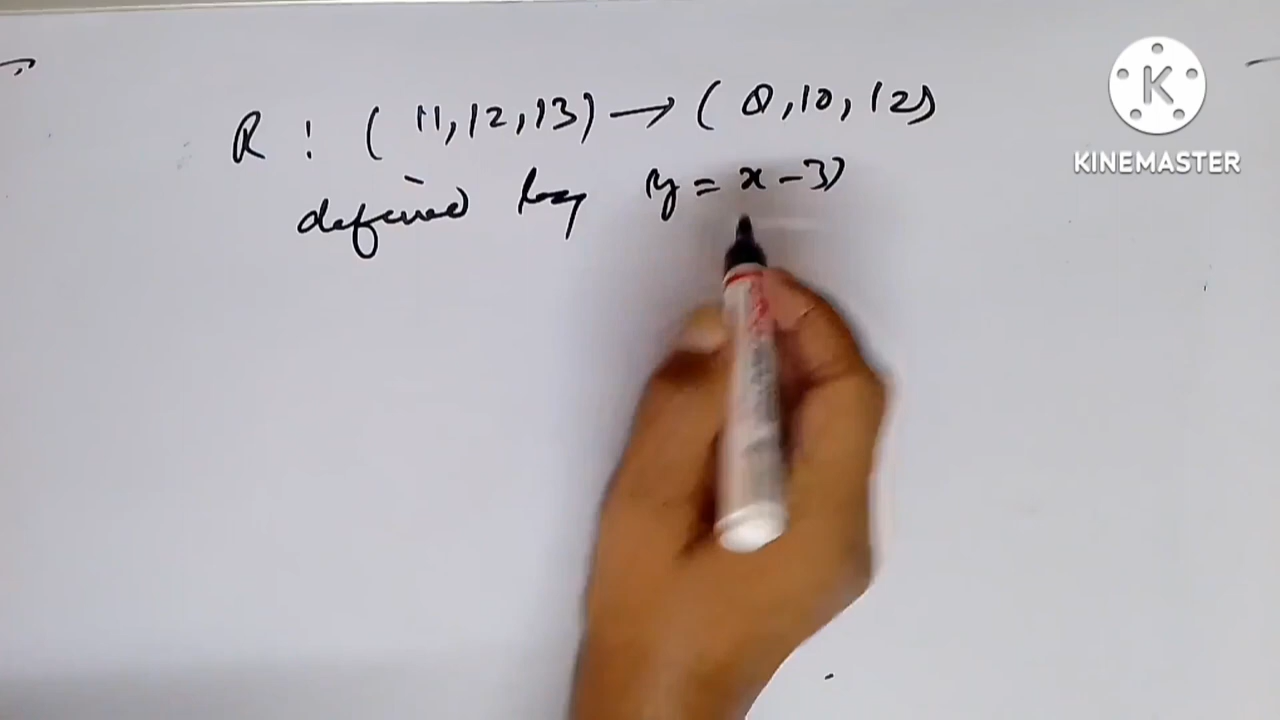 R : ( 11, 12, 13) → ( 8, 10, 12)
defined by (y = x - 3)
KINEMASTER